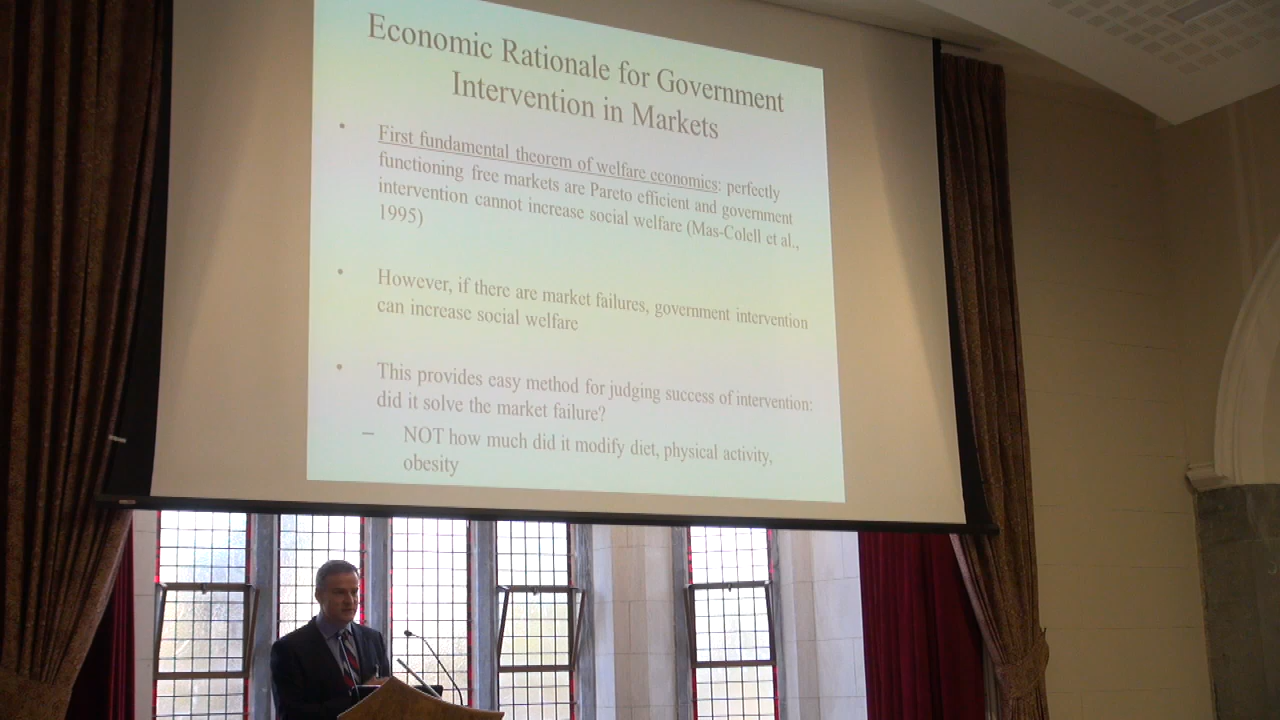 Economic Rationale for Government
Intervention in Markets
• First fundamental theorem of welfare economics: perfectly
functioning free markets are Pareto efficient and government
intervention cannot increase social welfare (Mas-Colell et al.,
1995)
• However, if there are market failures, government intervention
can increase social welfare
• This provides easy method for judging success of intervention:
did it solve the market failure?
– NOT how much did it modify diet, physical activity,
obesity